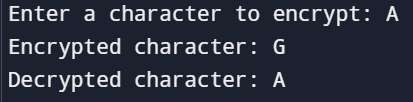 Enter a character to encrypt: A
Encrypted character: G
Decrypted character: A